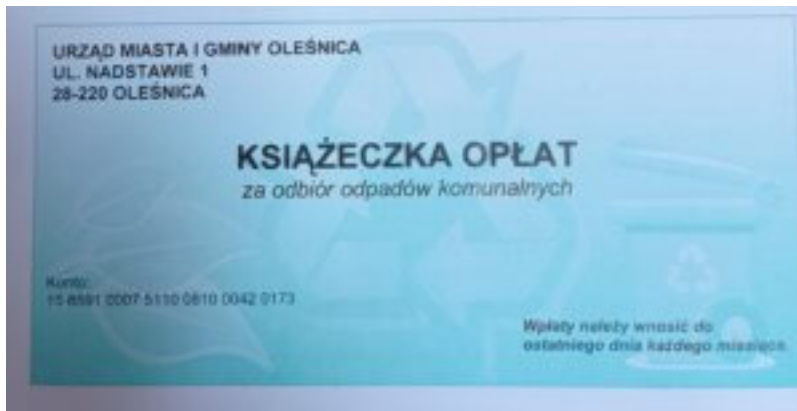 URZĄD MIASTA I GMINY OLEŚNICA
UL. NADSTAWIE 1
28-220 OLEŚNICA
KSIĄŻECZKA OPŁAT
za odbiór odpadów komunalnych
Konto:
15 8591 0007 5110 0810 0042 0173
Wpłaty należy wnosić do
ostatniego dnia każdego miesiąca.